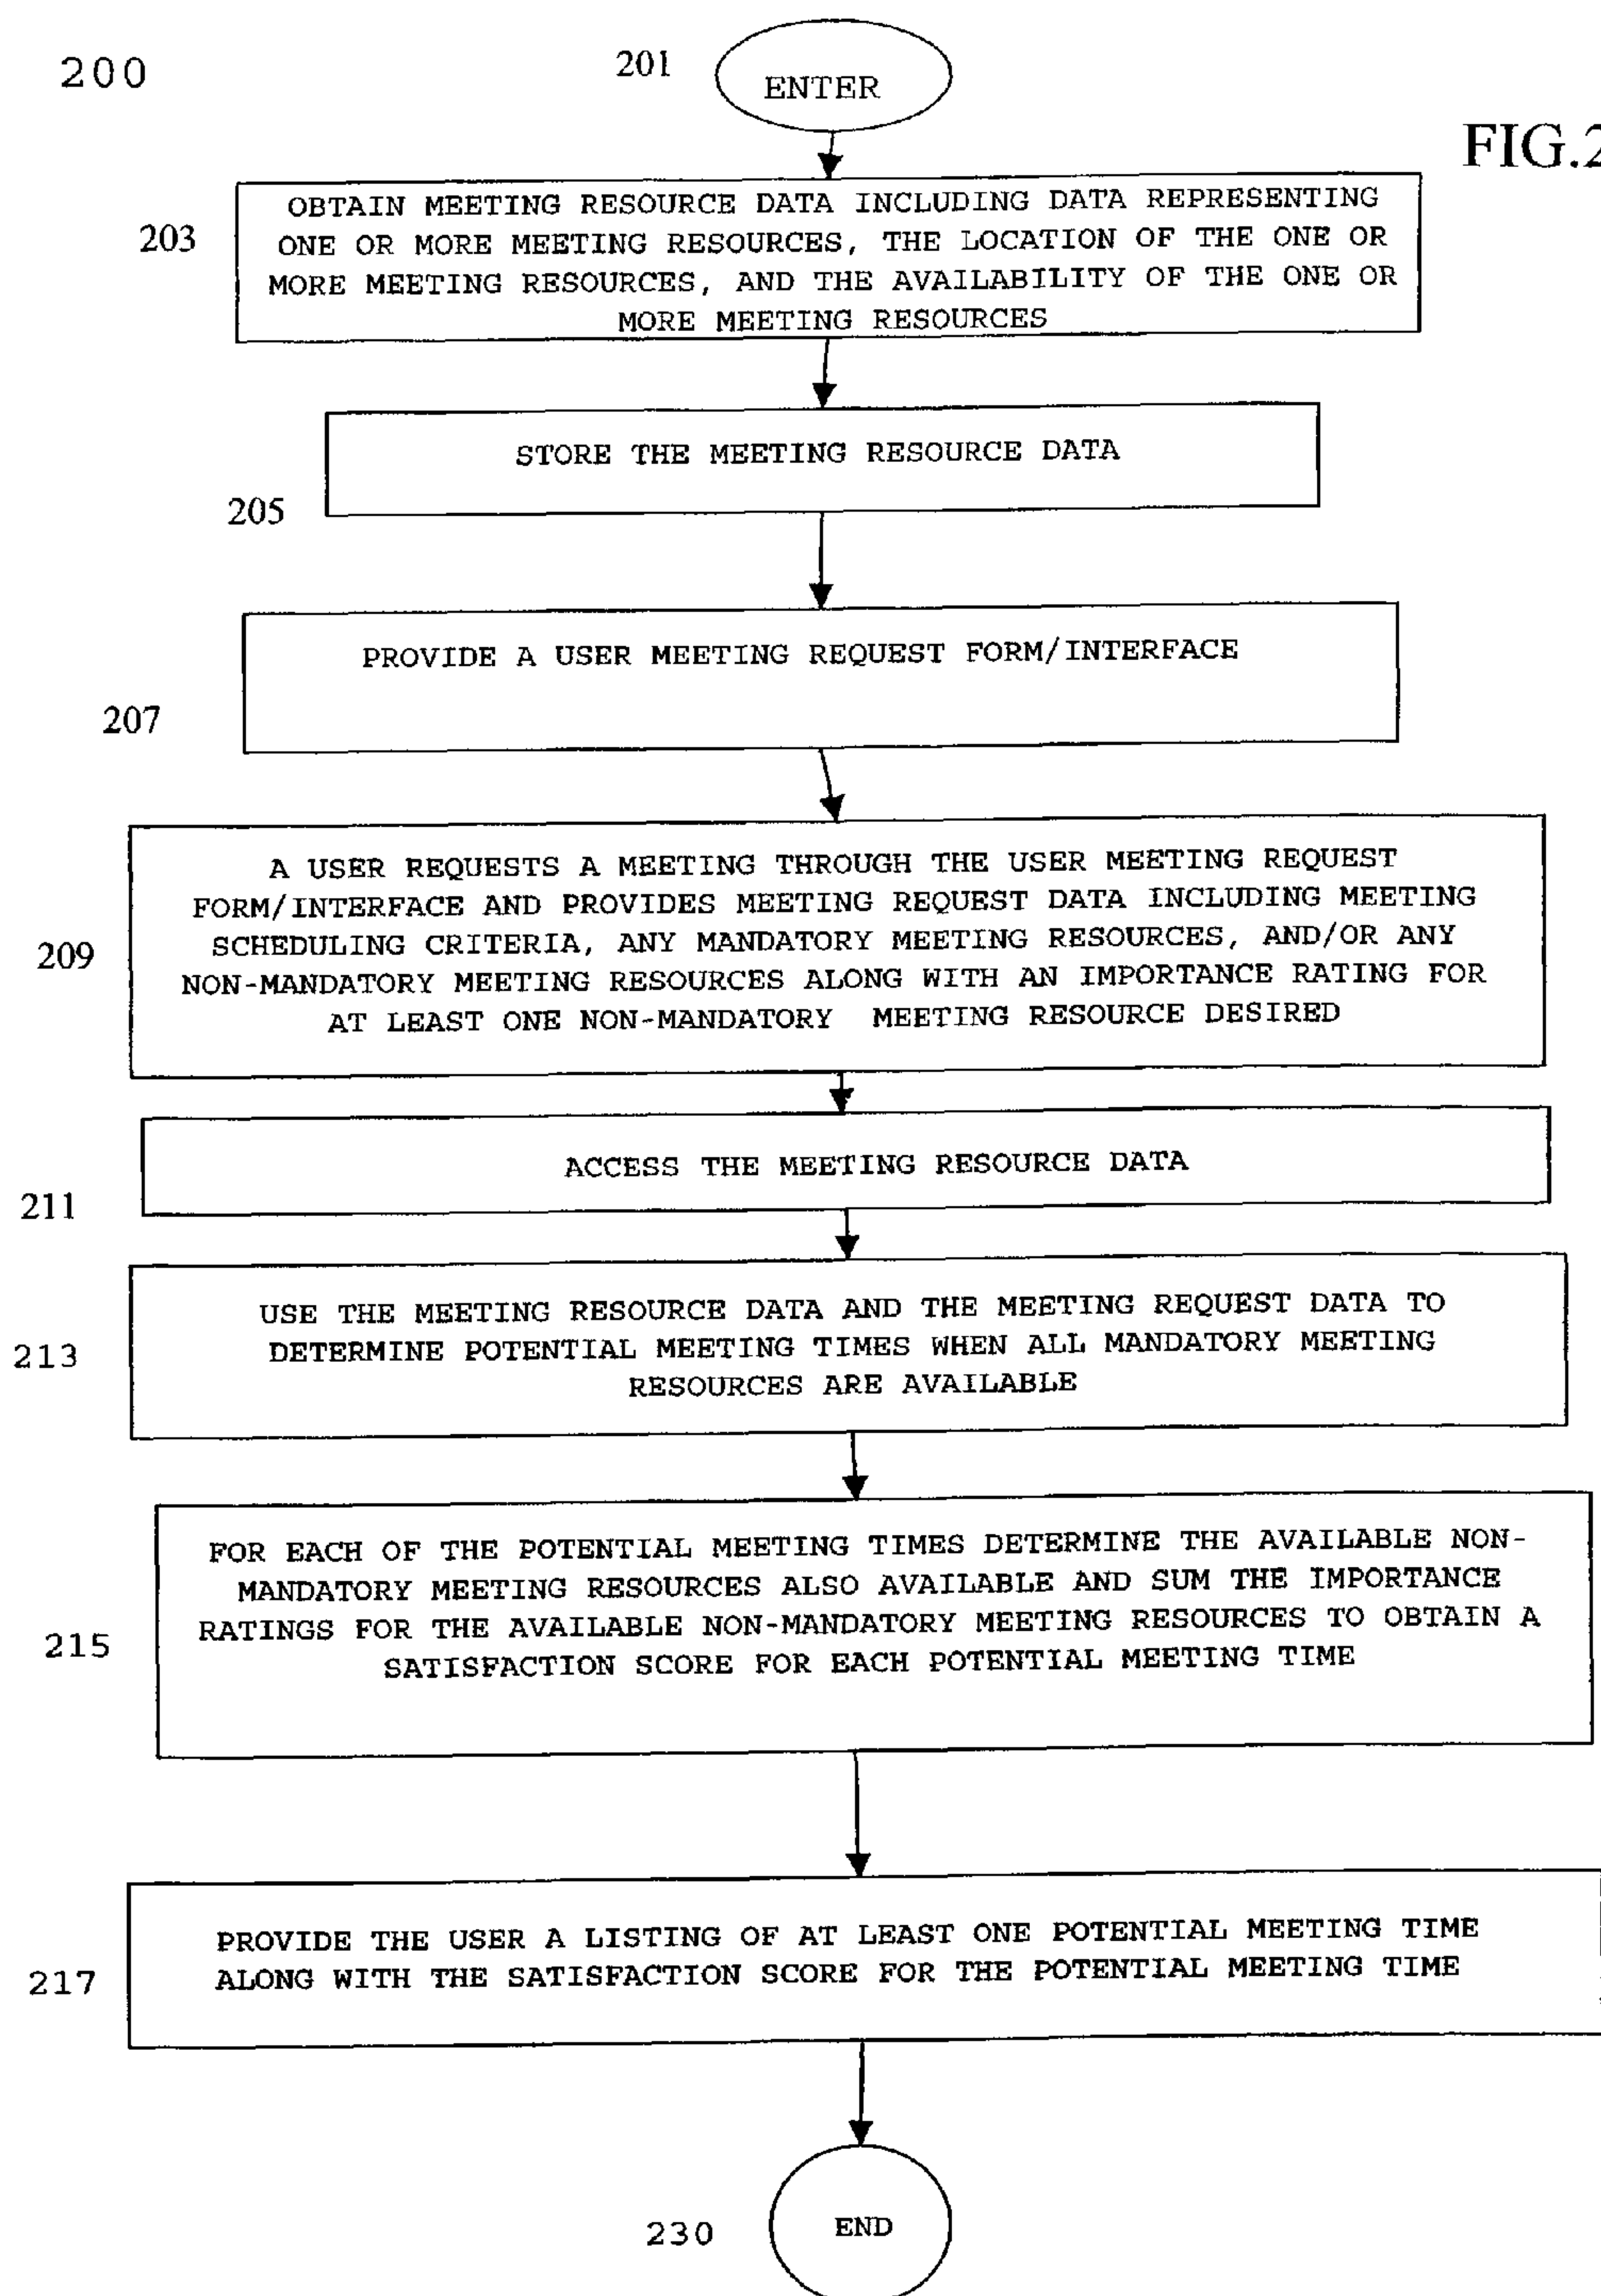 200
201
ENTER
FIG.2
203
OBTAIN MEETING RESOURCE DATA INCLUDING DATA REPRESENTING
ONE OR MORE MEETING RESOURCES, THE LOCATION OF THE ONE OR
MORE MEETING RESOURCES, AND THE AVAILABILITY OF THE ONE OR
MORE MEETING RESOURCES
STORE THE MEETING RESOURCE DATA
205
PROVIDE A USER MEETING REQUEST FORM/INTERFACE
207
A USER REQUESTS A MEETING THROUGH THE USER MEETING REQUEST
FORM/INTERFACE AND PROVIDES MEETING REQUEST DATA INCLUDING MEETING
SCHEDULING CRITERIA, ANY MANDATORY MEETING RESOURCES, AND/OR ANY
NON-MANDATORY MEETING RESOURCES ALONG WITH AN IMPORTANCE RATING FOR
AT LEAST ONE NON-MANDATORY MEETING RESOURCE DESIRED
209
ACCESS THE MEETING RESOURCE DATA
211
USE THE MEETING RESOURCE DATA AND THE MEETING REQUEST DATA TO
DETERMINE POTENTIAL MEETING TIMES WHEN ALL MANDATORY MEETING
RESOURCES ARE AVAILABLE
213
FOR EACH OF THE POTENTIAL MEETING TIMES DETERMINE THE AVAILABLE NON-
MANDATORY MEETING RESOURCES ALSO AVAILABLE AND SUM THE IMPORTANCE
RATINGS FOR THE AVAILABLE NON-MANDATORY MEETING RESOURCES TO OBTAIN A
SATISFACTION SCORE FOR EACH POTENTIAL MEETING TIME
215
PROVIDE THE USER A LISTING OF AT LEAST ONE POTENTIAL MEETING TIME
ALONG WITH THE SATISFACTION SCORE FOR THE POTENTIAL MEETING TIME
217
230
END